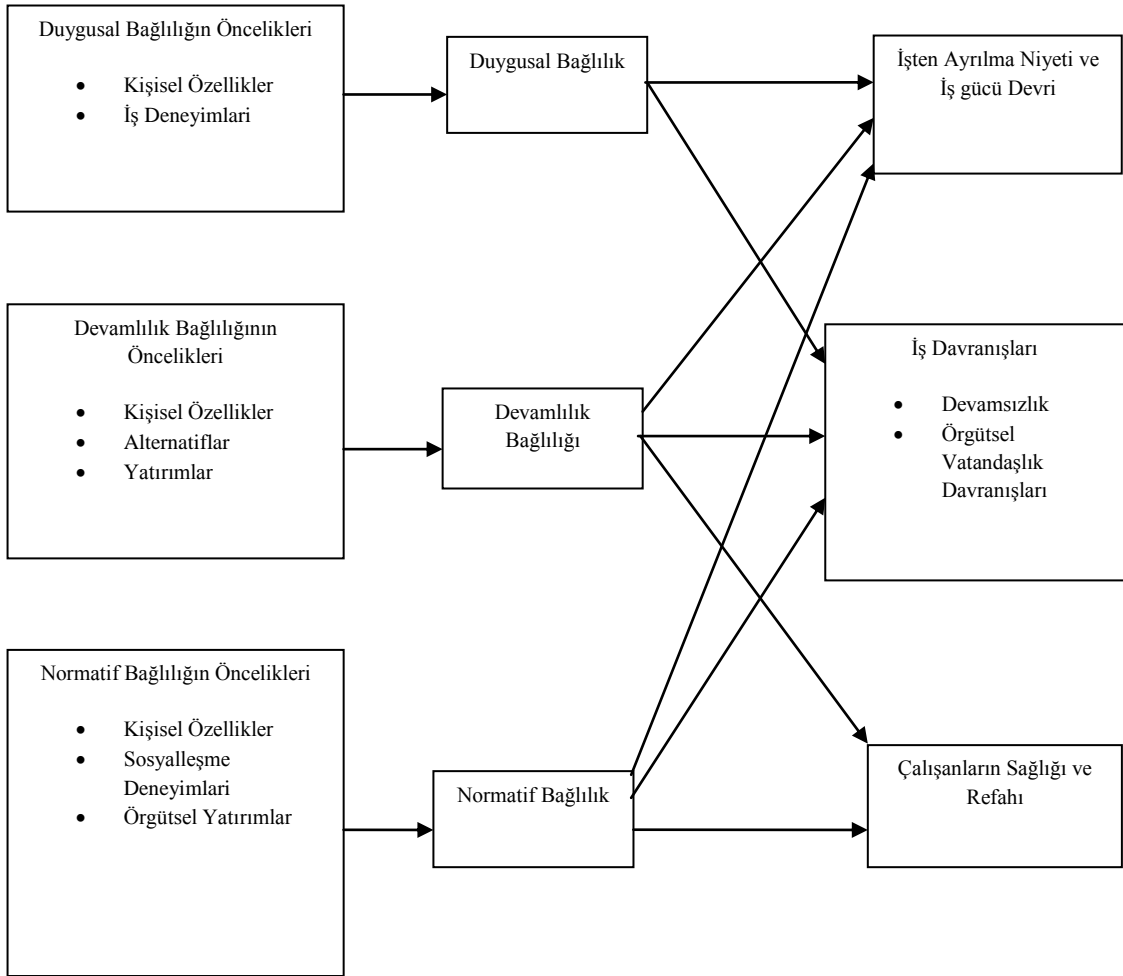 Duygusal Bağlılığın Öncelikleri
• Kişisel Özellikler
• İş Deneyimlari
Duygusal Bağlılık
İşten Ayrılma Niyeti ve
İş gücü Devri
Devamlılık Bağlılığının
Öncelikleri
• Kişisel Özellikler
• Alternatiflar
• Yatırımlar
Devamlılık
Bağlılığı
İş Davranışları
• Devamsızlık
• Örgütsel
Vatandaşlık
Davranışları
Normatif Bağlılığın Öncelikleri
• Kişisel Özellikler
• Sosyalleşme
Deneyimlari
• Örgütsel Yatırımlar
Normatif Bağlılık
Çalışanların Sağlığı ve
Refahı